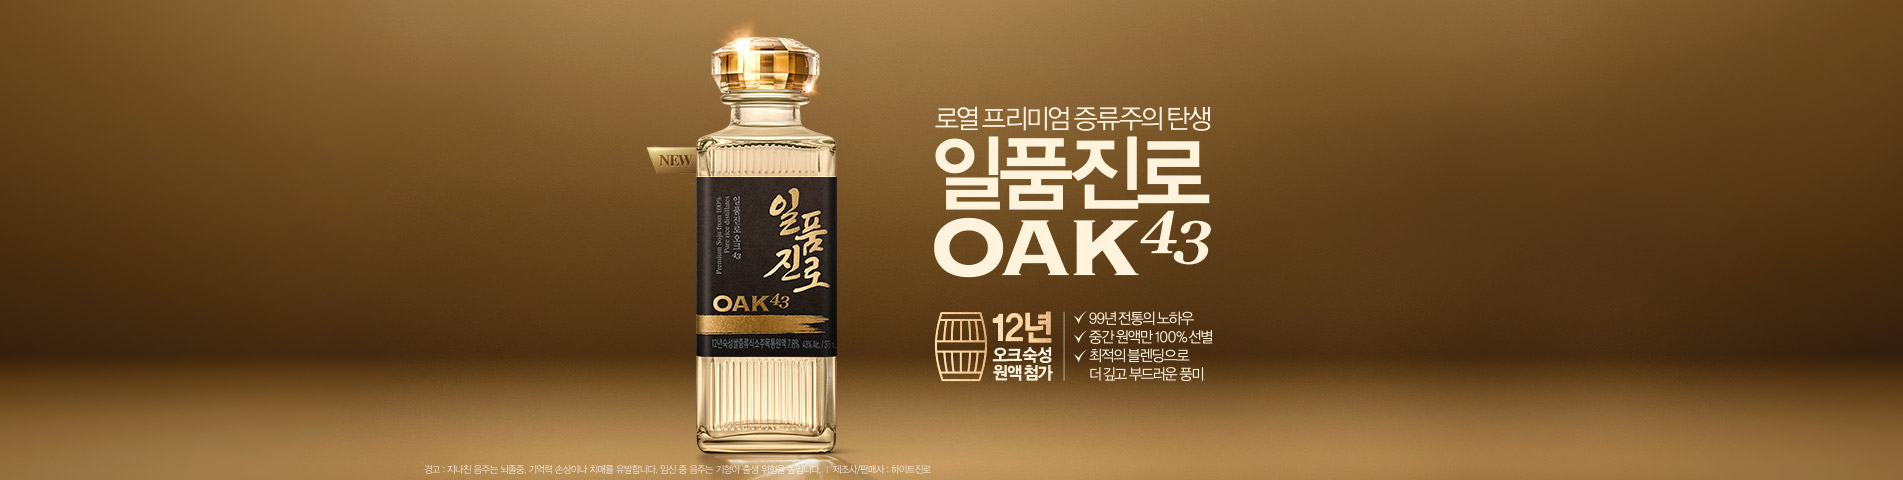 로열 프리미엄 증류주의 탄생
일품진로
OAK43
12년
오크 숙성
원액 첨가
✓ 99년 전통의 노하우
✓ 중간 원액만 100% 선별
✓ 최적의 블렌딩으로
더 깊고 부드러운 풍미
NEW
일품
진로
일품진로 오크 43
Premium Soju from 100%
Pure rice distillates
OAK43
12년숙성쌀증류식소주목통원액 7.8% 43% Alc.
경고 : 지나친 음주는 뇌졸중, 기억력 손상이나 치매를 유발합니다. 임신 중 음주는 기형아 출생 위험을 높입니다. | 제조사/판매사 : 하이트진로